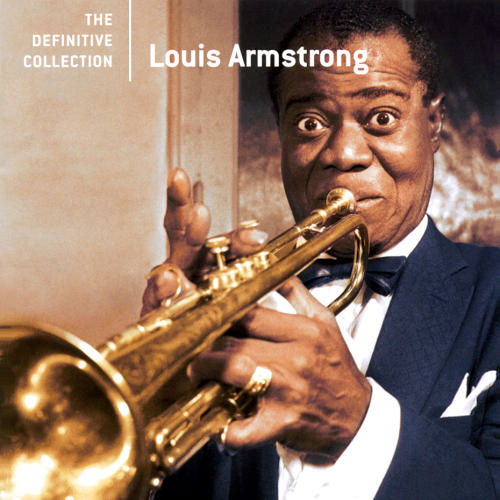 THE
DEFINITIVE
COLLECTION
Louis Armstrong